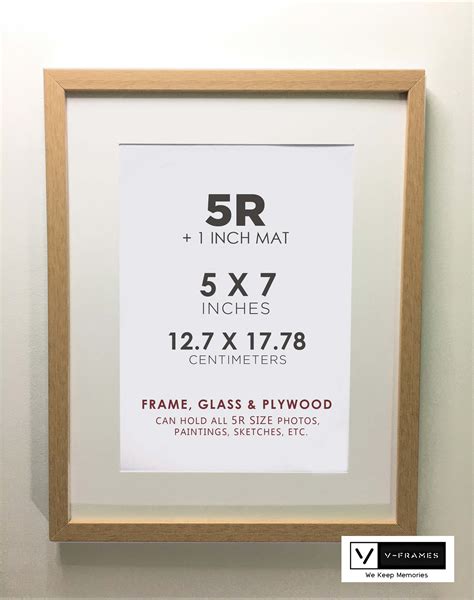 5R
+ 1 INCH MAT
5 X 7
INCHES
12.7 X 17.78
CENTIMETERS
FRAME, GLASS & PLYWOOD
CAN HOLD ALL 5R SIZE PHOTOS,
PAINTINGS, SKETCHES, ETC.
V V-FRAMES
We Keep Memories